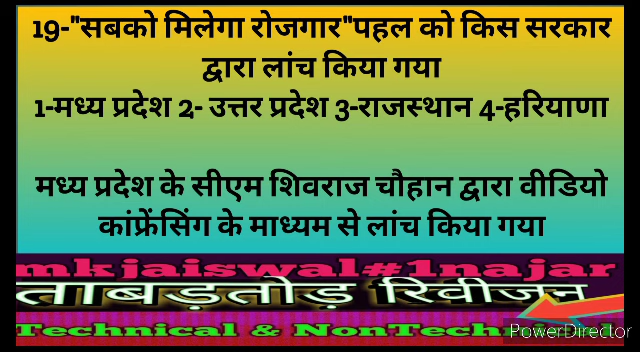 19-"सबको मिलेगा रोजगार"पहल को किस सरकार
द्वारा लांच किया गया
1-मध्य प्रदेश 2- उत्तर प्रदेश 3-राजस्थान 4-हरियाणा
मध्य प्रदेश के सीएम शिवराज चौहान द्वारा वीडियो
कांफ्रेंसिंग के माध्यम से लांच किया गया
mkjaiswal#1najar
ताबड़तोड़ रिवीजन
Technical & NonTech
PowerDirector